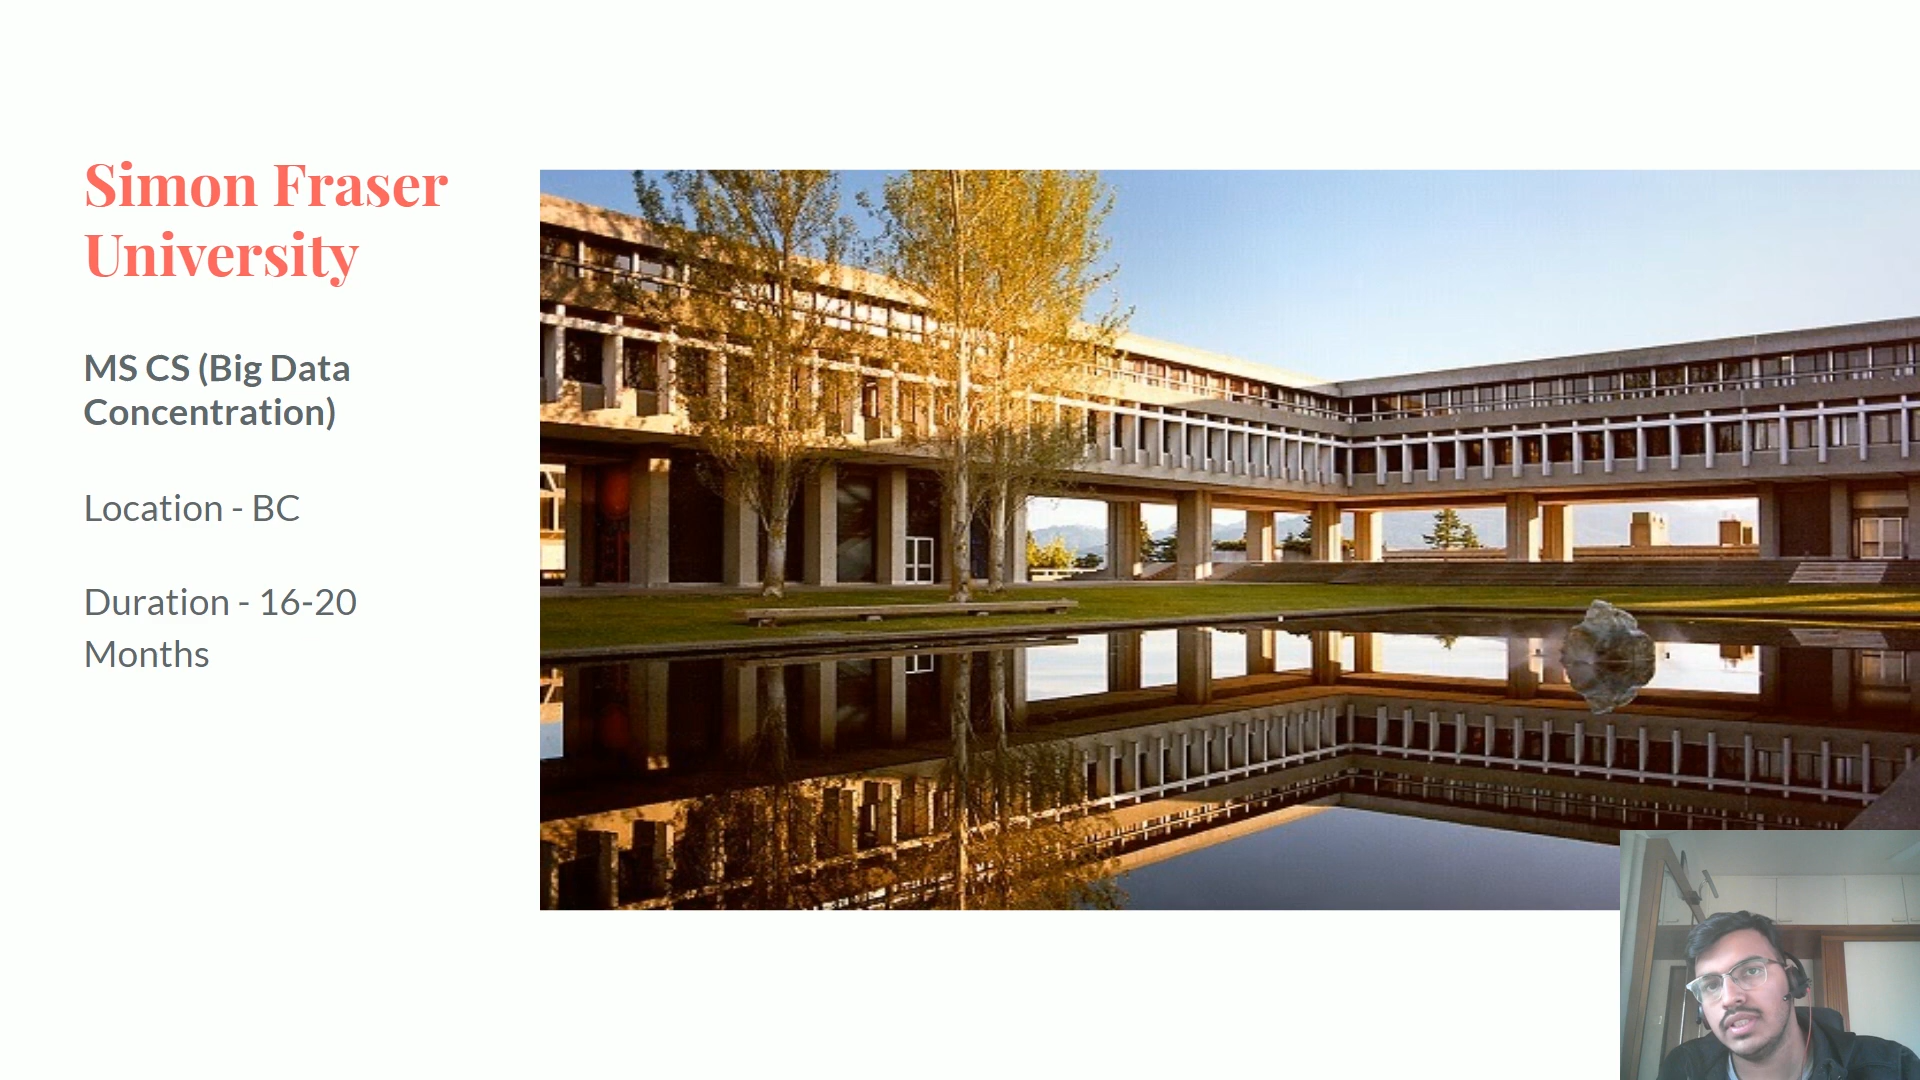 Simon Fraser
University
MS CS (Big Data
Concentration)
Location - BC
Duration - 16-20
Months